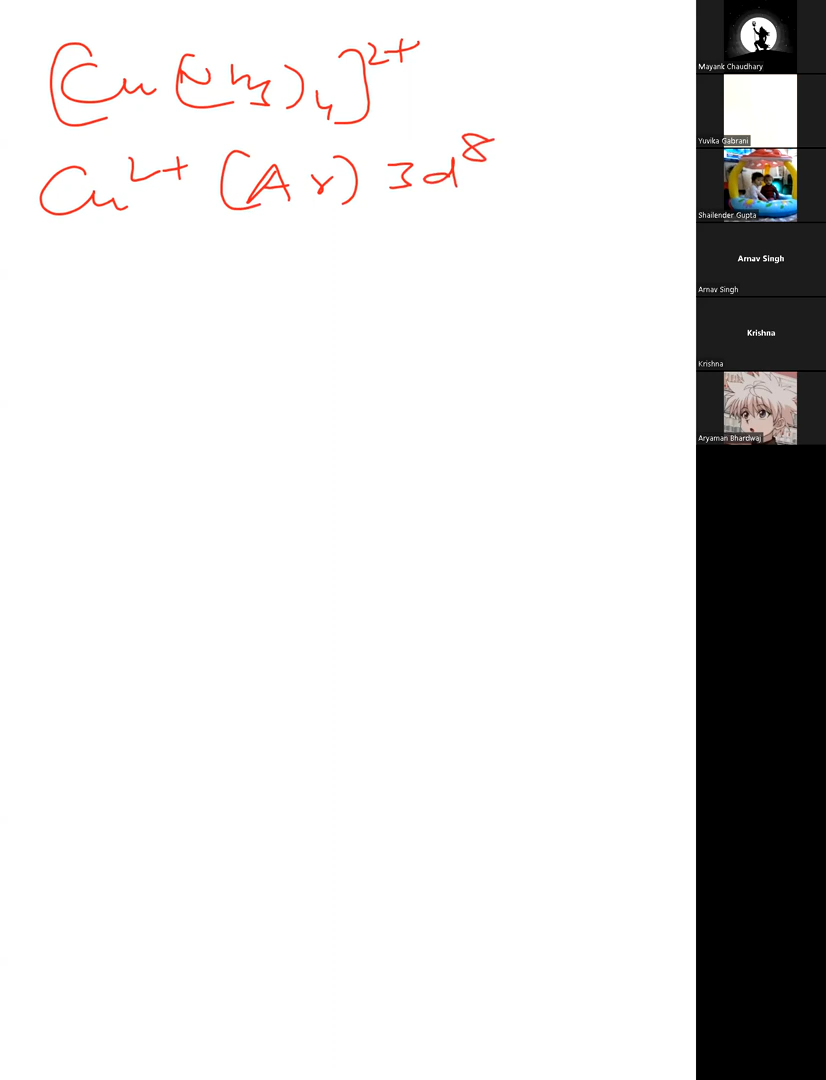 [Cu(NH3)4]2+
Cu2+ (Ar) 3d8
Mayank Chaudhary
Yuvika Gabrani
Shailender Gupta
Arnav Singh
Arnav Singh
Krishna
Krishna
Aryaman Bhardwaj